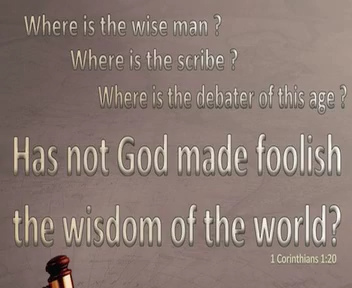 Where is the wise man ?
Where is the scribe ?
Where is the debater of this age ?
Has not God made foolish
the wisdom of the world?
1 Corinthians 1:20